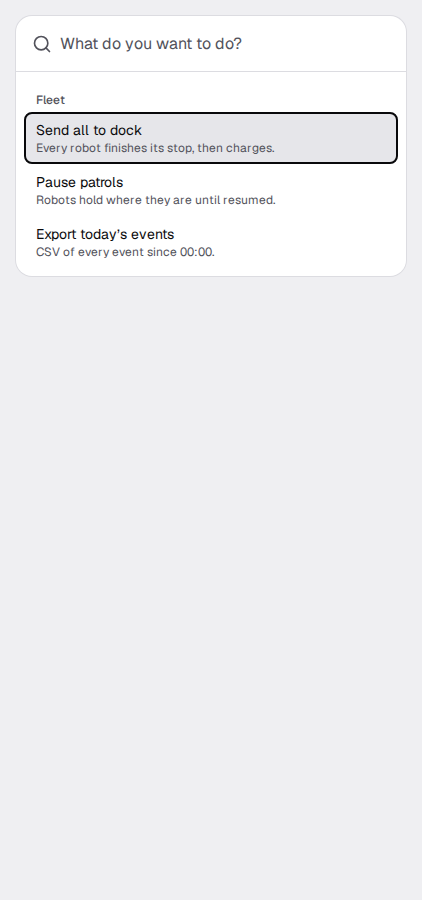 What do you want to do?
Fleet
Send all to dock
Every robot finishes its stop, then charges.
Pause patrols
Robots hold where they are until resumed.
Export today’s events
CSV of every event since 00:00.